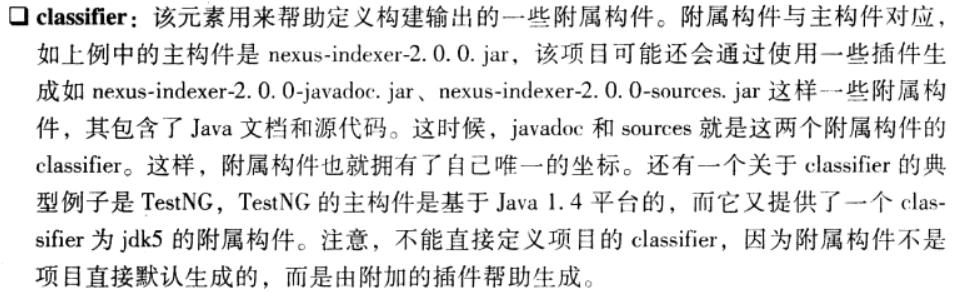 ❑ classifier：该元素用来帮助定义构建输出的一些附属构件。附属构件与主构件对应，
如上例中的主构件是 nexus-indexer-2. 0. 0. jar，该项目可能还会通过使用一些插件生
成如 nexus-indexer-2. 0. 0-javadoc. jar、nexus-indexer-2. 0. 0-sources. jar 这样一些附属构
件，其包含了 Java 文档和源代码。这时候，javadoc 和 sources 就是这两个附属构件的
classifier。这样，附属构件也就拥有了自己唯一的坐标。还有一个关于 classifier 的典
型例子是 TestNG，TestNG 的主构件是基于 Java 1. 4 平台的，而它又提供了一个 clas-
sifier 为 jdk5 的附属构件。注意，不能直接定义项目的 classifier，因为附属构件不是
项目直接默认生成的，而是由附加的插件帮助生成。